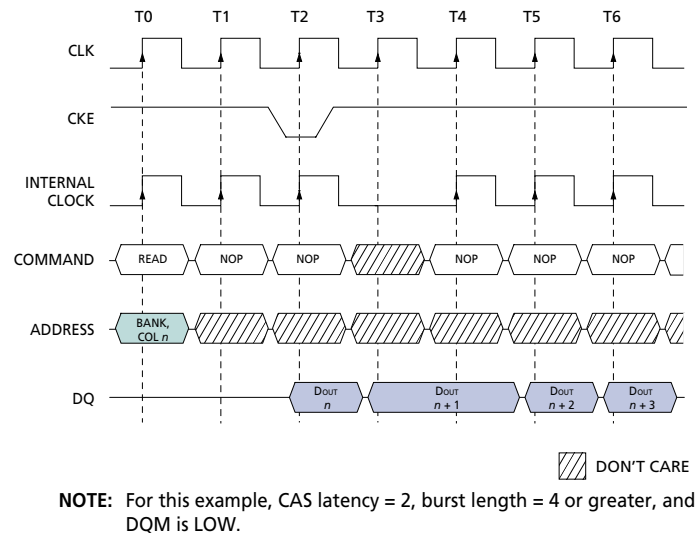 T0 T1 T2 T3 T4 T5 T6
CLK
CKE
INTERNAL
CLOCK
COMMAND READ NOP NOP NOP NOP NOP
ADDRESS BANK,
COL n
DQ DOUT DOUT DOUT DOUT
n n + 1 n + 2 n + 3
DON'T CARE
NOTE: For this example, CAS latency = 2, burst length = 4 or greater, and
DQM is LOW.